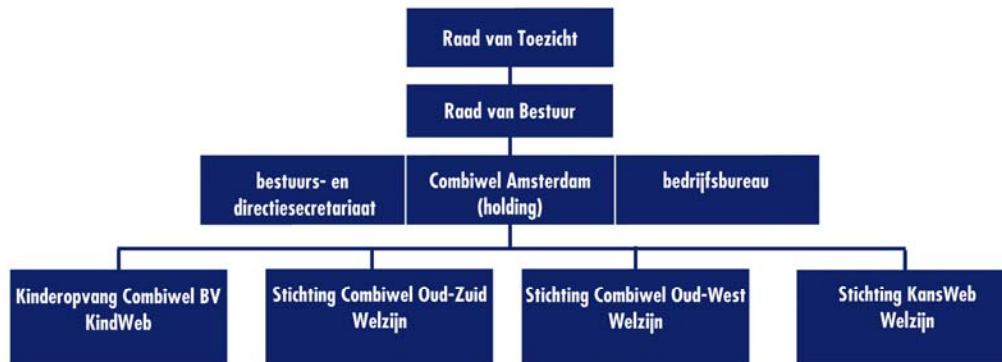 Raad van Toezicht
Raad van Bestuur
bestuurs- en
directiesecretariaat
Combiwel Amsterdam
(holding)
bedrijfsbureau
Kinderopvang Combiwel BV
KindWeb
Stichting Combiwel Oud-Zuid
Welzijn
Stichting Combiwel Oud-West
Welzijn
Stichting KansWeb
Welzijn